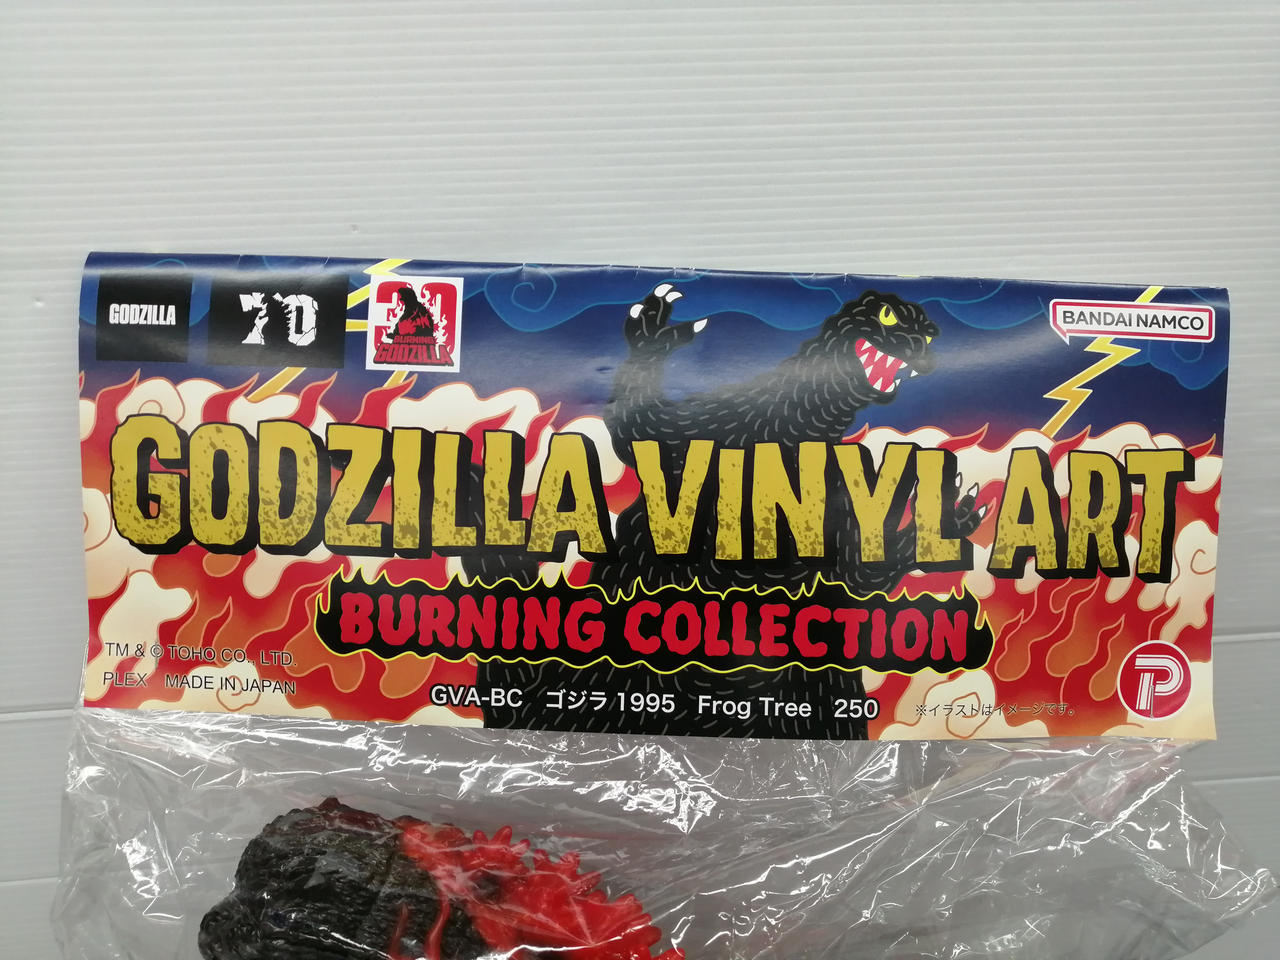 GODZILLA
70
30
BURNING
GODZILLA
BANDAI NAMCO
GODZILLA VINYL ART
BURNING COLLECTION
TM & © TOHO CO., LTD.
PLEX MADE IN JAPAN
GVA-BC ゴジラ 1995 Frog Tree 250
※イラストはイメージです。
P